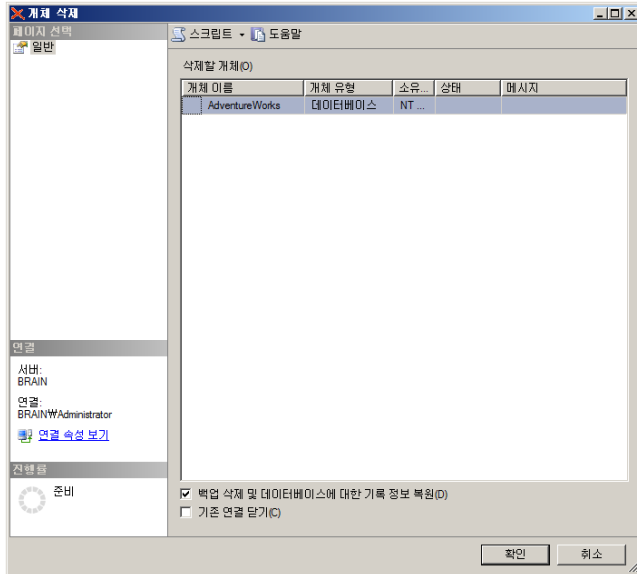 개체 삭제
페이지 선택
일반
스크립트 도움말
삭제할 개체(O)
개체 이름 개체 유형 소유... 상태 메시지
AdventureWorks 데이터베이스 NT ...
연결
서버:
BRAIN
연결:
BRAIN₩Administrator
연결 속성 보기
진행률
준비
백업 삭제 및 데이터베이스에 대한 기록 정보 복원(D)
기존 연결 닫기(C)
확인 취소